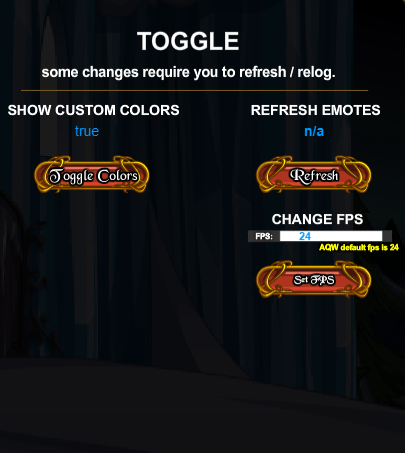 TOGGLE
some changes require you to refresh / relog.
SHOW CUSTOM COLORS
true
Toggle Colors
REFRESH EMOTES
n/a
Refresh
CHANGE FPS
FPS: 24
AQW default fps is 24
Set FPS